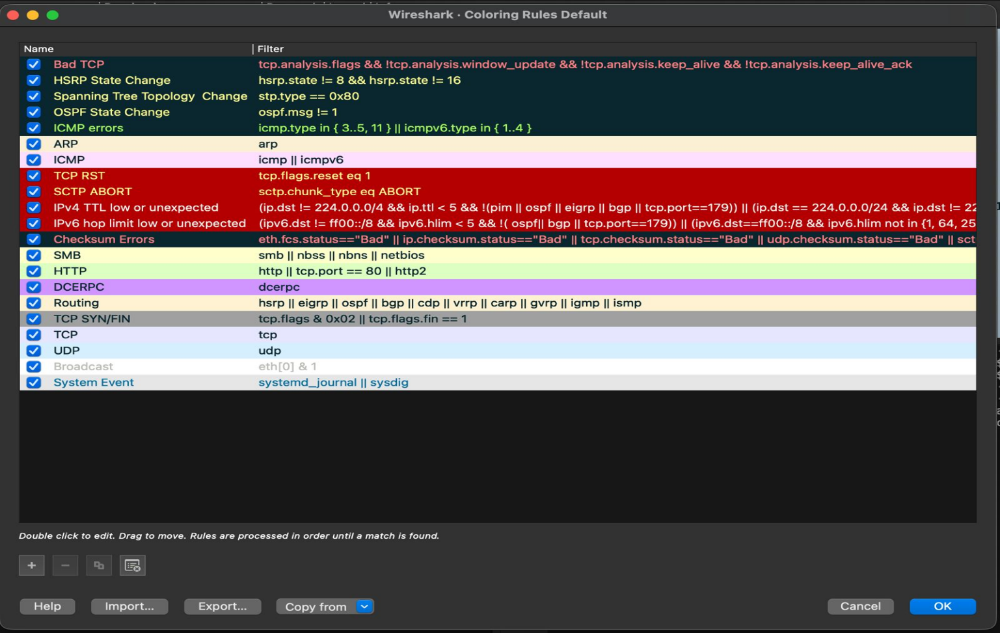 Wireshark · Coloring Rules Default
Name Filter
Bad TCP tcp.analysis.flags && !tcp.analysis.window_update && !tcp.analysis.keep_alive && !tcp.analysis.keep_alive_ack
HSRP State Change hsrp.state != 8 && hsrp.state != 16
Spanning Tree Topology  Change stp.type == 0x80
OSPF State Change ospf.msg != 1
ICMP errors icmp.type in { 3..5, 11 } || icmpv6.type in { 1..4 }
ARP arp
ICMP icmp || icmpv6
TCP RST tcp.flags.reset eq 1
SCTP ABORT sctp.chunk_type eq ABORT
IPv4 TTL low or unexpected (ip.dst != 224.0.0.0/4 && ip.ttl < 5 && !(pim || ospf || eigrp || bgp || tcp.port==179)) || (ip.dst == 224.0.0.0/24 && ip.dst != 22
IPv6 hop limit low or unexpected (ipv6.dst != ff00::/8 && ipv6.hlim < 5 && !( ospf|| bgp || tcp.port==179)) || (ipv6.dst==ff00::/8 && ipv6.hlim not in {1, 64, 25
Checksum Errors eth.fcs.status=="Bad" || ip.checksum.status=="Bad" || tcp.checksum.status=="Bad" || udp.checksum.status=="Bad" || sct
SMB smb || nbss || nbns || netbios
HTTP http || tcp.port == 80 || http2
DCERPC dcerpc
Routing hsrp || eigrp || ospf || bgp || cdp || vrrp || carp || gvrp || igmp || ismp
TCP SYN/FIN tcp.flags & 0x02 || tcp.flags.fin == 1
TCP tcp
UDP udp
Broadcast eth[0] & 1
System Event systemd_journal || sysdig
Double click to edit. Drag to move. Rules are processed in order until a match is found.
Help Import... Export... Copy from Cancel OK